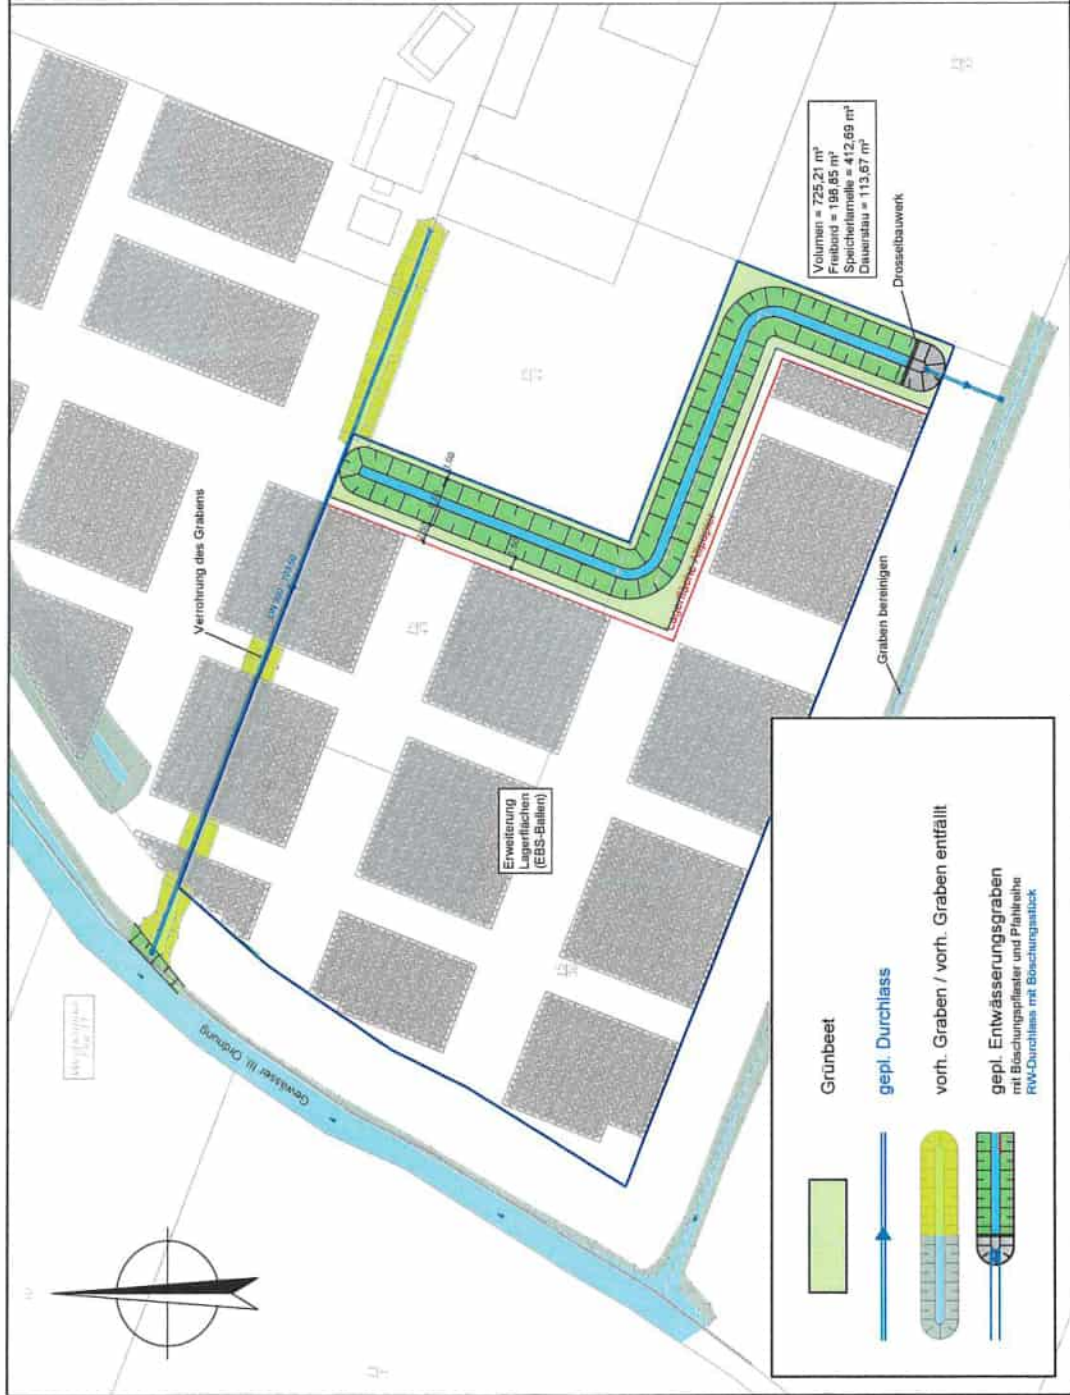 Volumen = 725,21 m³
Freibord = 198,85 m³
Speicherlamelle = 412,69 m³
Dauerstau = 113,67 m³
Drosselbauwerk
Verrohrung des Grabens
Graben bereinigen
Erweiterung
Lagerflächen
(EBS-Ballen)
Gewässer III. Ordnung
Grünbeet
gepl. Durchlass
vorh. Graben / vorh. Graben entfällt
gepl. Entwässerungsgraben
mit Böschungspflaster und Pfahlreihe
RW-Durchlass mit Böschungsstück